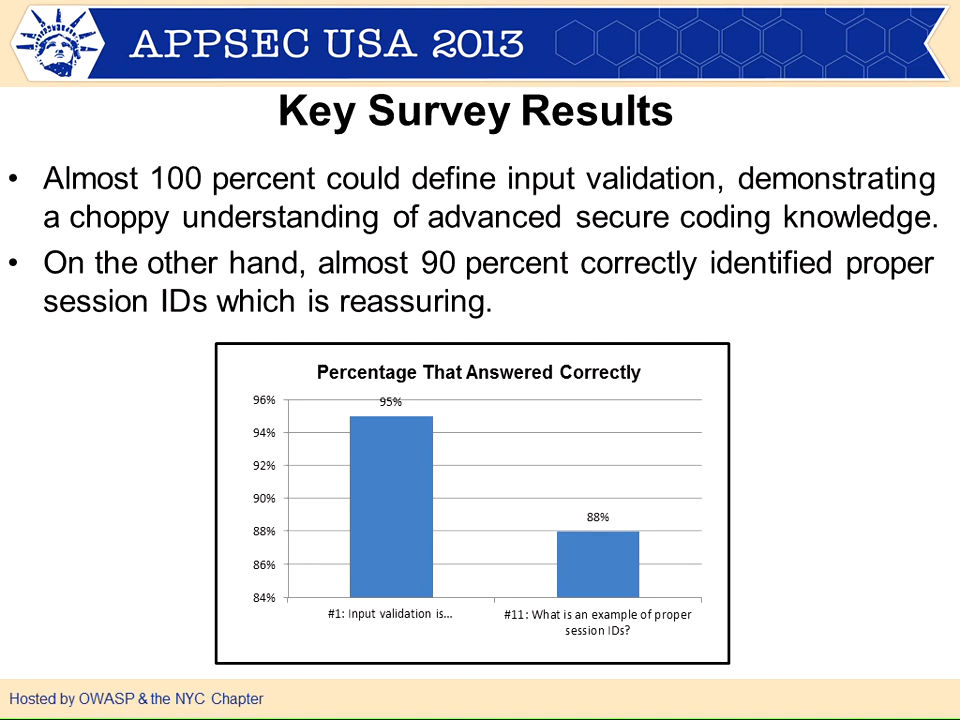 APPSEC USA 2013
Key Survey Results
• Almost 100 percent could define input validation, demonstrating
a choppy understanding of advanced secure coding knowledge.
• On the other hand, almost 90 percent correctly identified proper
session IDs which is reassuring.
Percentage That Answered Correctly
96%
94%
92%
90%
88%
86%
84%
95%
88%
#1: Input validation is...
#11: What is an example of proper
session IDs?
Hosted by OWASP & the NYC Chapter